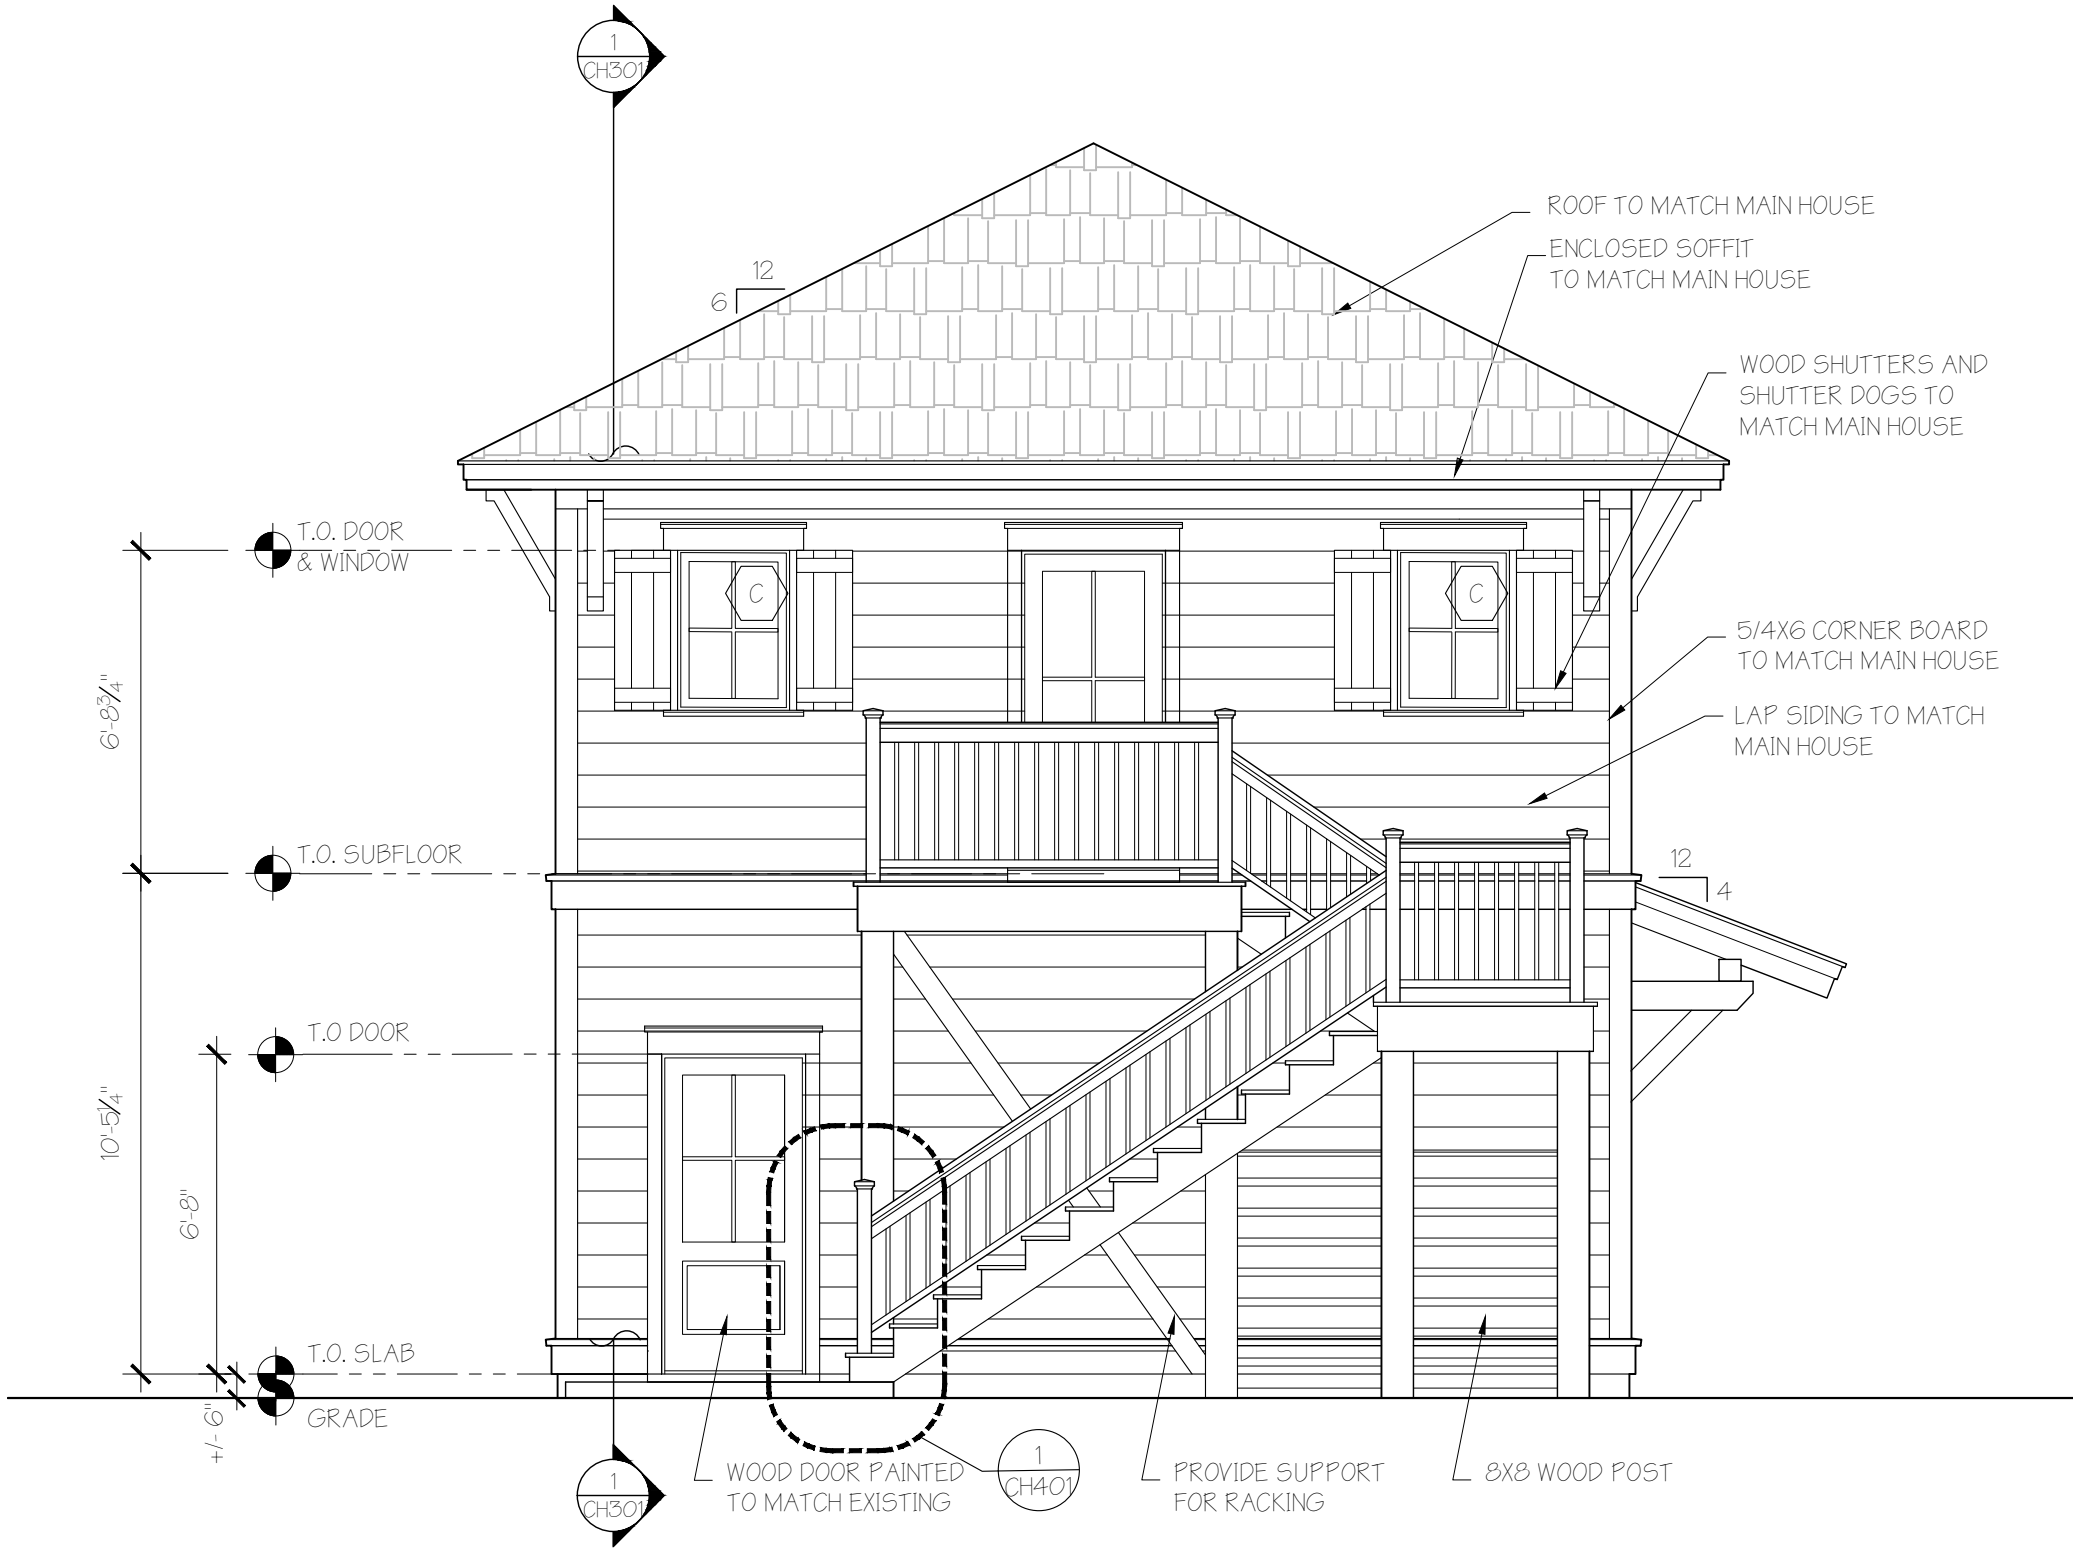 1
CH301
ROOF TO MATCH MAIN HOUSE
ENCLOSED SOFFIT
TO MATCH MAIN HOUSE
12
6
WOOD SHUTTERS AND
SHUTTER DOGS TO
MATCH MAIN HOUSE
T.O. DOOR
& WINDOW
C
C
5/4X6 CORNER BOARD
TO MATCH MAIN HOUSE
6'-8¾"
LAP SIDING TO MATCH
MAIN HOUSE
T.O. SUBFLOOR
12
4
T.O DOOR
10'-5¼"
6'-8"
T.O. SLAB
GRADE
+/- 6"
1
CH401
WOOD DOOR PAINTED
TO MATCH EXISTING
PROVIDE SUPPORT
FOR RACKING
8X8 WOOD POST
1
CH301